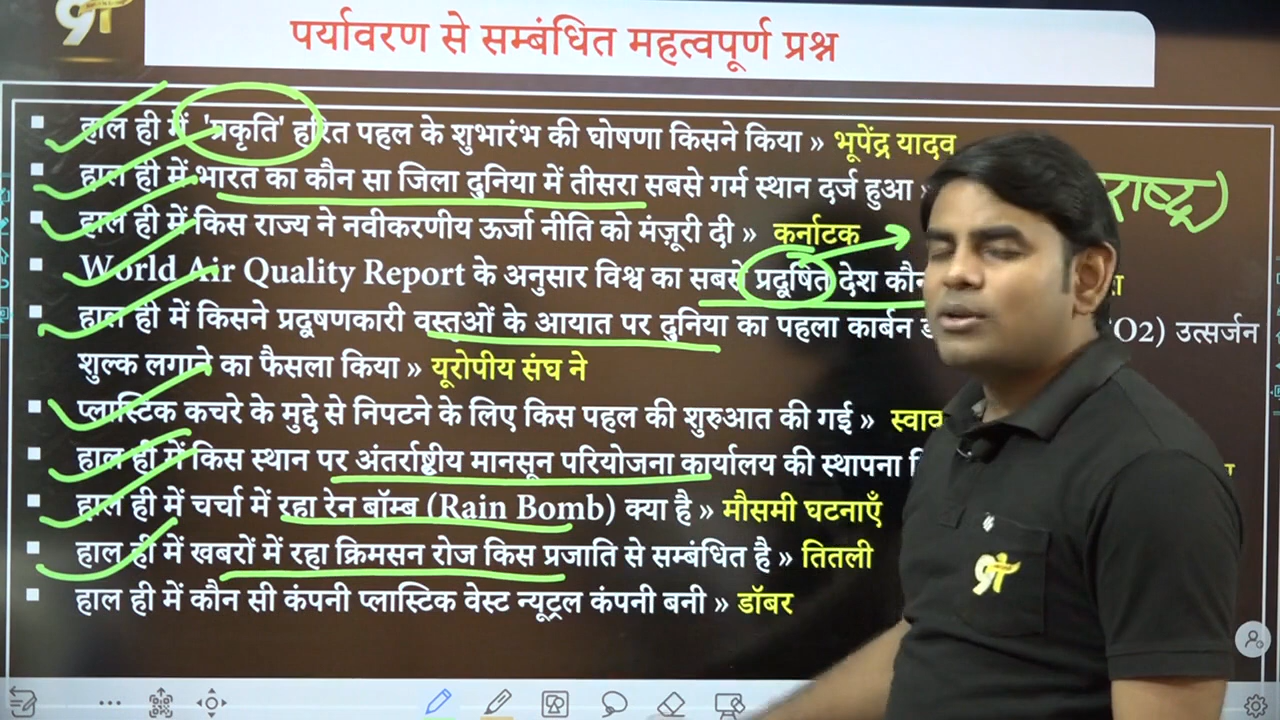 पर्यावरण से सम्बंधित महत्वपूर्ण प्रश्न
हाल ही में 'प्रकृति' हरित पहल के शुभारंभ की घोषणा किसने किया » भूपेंद्र यादव
हाल ही में भारत का कौन सा जिला दुनिया में तीसरा सबसे गर्म स्थान दर्ज हुआ »
हाल ही में किस राज्य ने नवीकरणीय ऊर्जा नीति को मंज़ूरी दी » कर्नाटक
World Air Quality Report के अनुसार विश्व का सबसे प्रदूषित देश
हाल ही में किसने प्रदूषणकारी वस्तुओं के आयात पर दुनिया का पहला कार्बन O2) उत्सर्जन
शुल्क लगाने का फैसला किया » यूरोपीय संघ ने
प्लास्टिक कचरे के मुद्दे से निपटने के लिए किस पहल की शुरुआत की गई »
हाल ही में किस स्थान पर अंतर्राष्ट्रीय मानसून परियोजना कार्यालय की स्थापना
हाल ही में चर्चा में रहा रेन बॉम्ब (Rain Bomb) क्या है » मौसमी घटनाएँ
हाल ही में खबरों में रहा क्रिमसन रोज किस प्रजाति से सम्बंधित है » तितली
हाल ही में कौन सी कंपनी प्लास्टिक वेस्ट न्यूट्रल कंपनी बनी » डॉबर